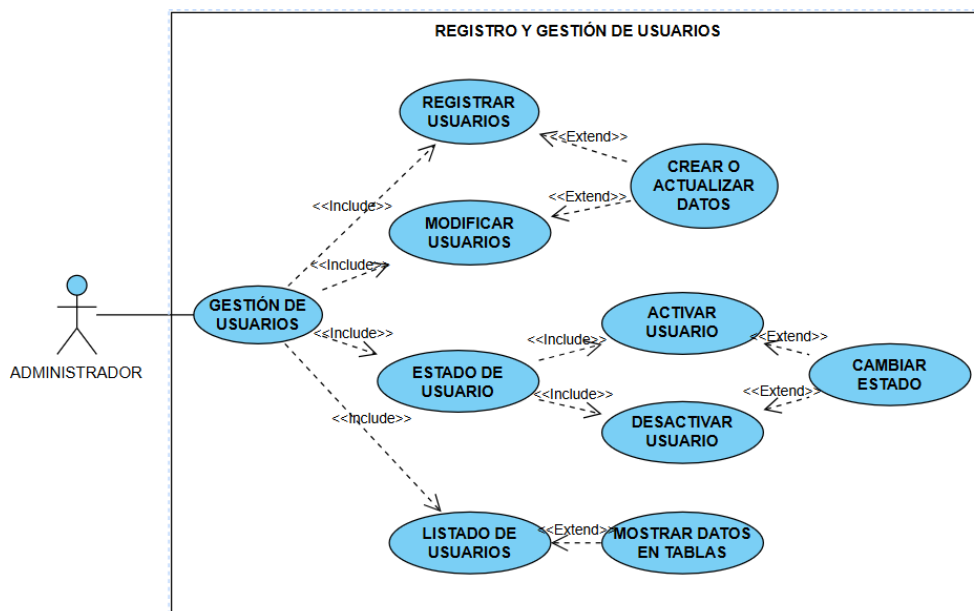 REGISTRO Y GESTIÓN DE USUARIOS
REGISTRAR
USUARIOS
<<Extend>>
CREAR O
ACTUALIZAR
DATOS
<<Extend>>
<<Include>>
MODIFICAR
USUARIOS
<<Include>>
GESTIÓN DE
USUARIOS
ADMINISTRADOR
<<Include>>
ESTADO DE
USUARIO
<<Include>>
ACTIVAR
USUARIO
<<Extend>>
CAMBIAR
ESTADO
<<Extend>>
<<Include>>
DESACTIVAR
USUARIO
<<Include>>
LISTADO DE
USUARIOS
<<Extend>>
MOSTRAR DATOS
EN TABLAS